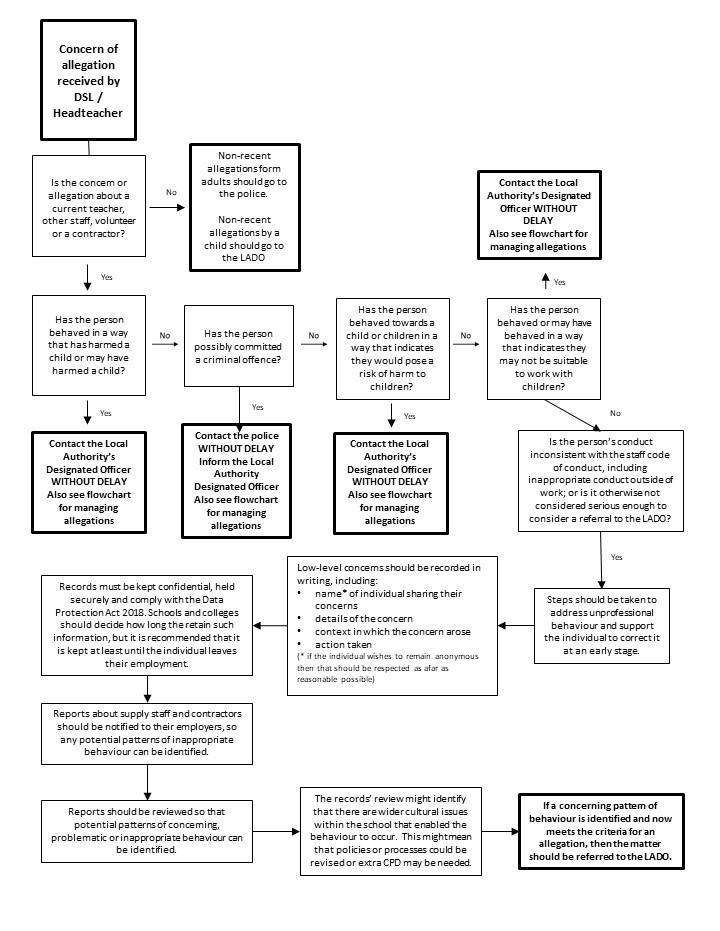 Concern of
allegation
received by
DSL /
Headteacher
Is the concern or
allegation about a
current teacher,
other staff, volunteer
or a contractor?
No
Non-recent
allegations form
adults should go to
the police.
Non-recent
allegations by a
child should go to
the LADO
Contact the Local
Authority's Designated
Officer WITHOUT
DELAY
Also see flowchart for
managing allegations
Yes
Yes
Has the person
behaved in a way
that has harmed a
child or may have
harmed a child?
No
Has the person
possibly committed
a criminal offence?
No
Has the person
behaved towards a
child or children in a
way that indicates
they would pose a
risk of harm to
children?
No
Has the person
behaved or may have
behaved in a way
that indicates they
may not be suitable
to work with
children?
Yes
Yes
Yes
No
Contact the Local
Authority's
Designated Officer
WITHOUT DELAY
Also see flowchart
for managing
allegations
Contact the police
WITHOUT DELAY
Inform the Local
Authority
Designated Officer
Also see flowchart
for managing
allegations
Contact the Local
Authority's
Designated Officer
WITHOUT DELAY
Also see flowchart
for managing
allegations
Is the person's conduct
inconsistent with the staff code
of conduct, including
inappropriate conduct outside of
work; or is it otherwise not
considered serious enough to
consider a referral to the LADO?
Yes
Steps should be taken to
address unprofessional
behaviour and support
the individual to correct it
at an early stage.
Low-level concerns should be recorded in
writing, including:
• name* of individual sharing their
concerns
• details of the concern
• context in which the concern arose
• action taken
(* if the individual wishes to remain anonymous
then that should be respected as afar as
reasonable possible)
Records must be kept confidential, held
securely and comply with the Data
Protection Act 2018. Schools and colleges
should decide how long the retain such
information, but it is recommended that it
is kept at least until the individual leaves
their employment.
Reports about supply staff and contractors
should be notified to their employers, so
any potential patterns of inappropriate
behaviour can be identified.
Reports should be reviewed so that
potential patterns of concerning,
problematic or inappropriate behaviour can
be identified.
The records' review might identify
that there are wider cultural issues
within the school that enabled the
behaviour to occur. This mightmean
that policies or processes could be
revised or extra CPD may be needed.
If a concerning pattern of
behaviour is identified and now
meets the criteria for an
allegation, then the matter
should be referred to the LADO.